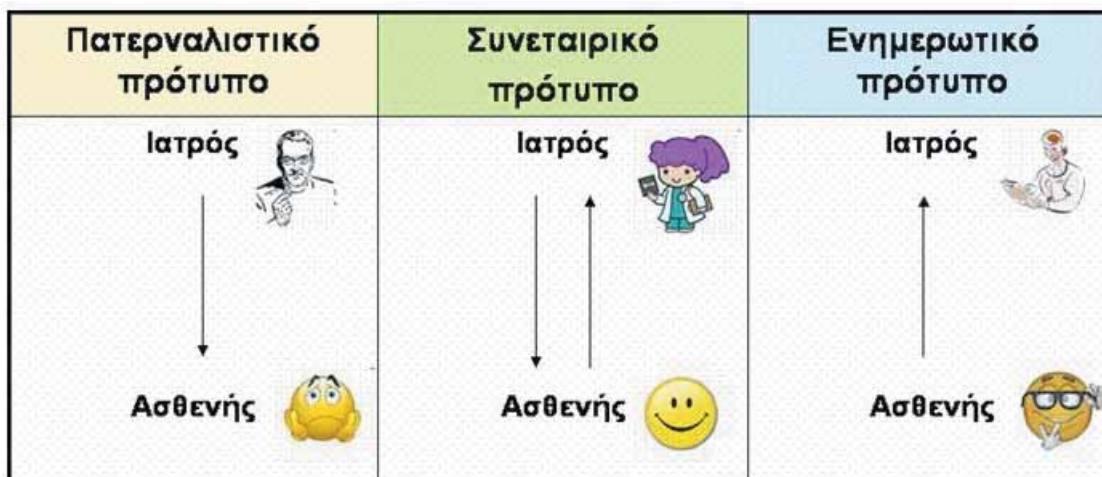 Πατερναλιστικό
πρότυπο
Συνεταιρικό
πρότυπο
Ενημερωτικό
πρότυπο
Ιατρός
Ασθενής
Ιατρός
Ασθενής
Ιατρός
Ασθενής